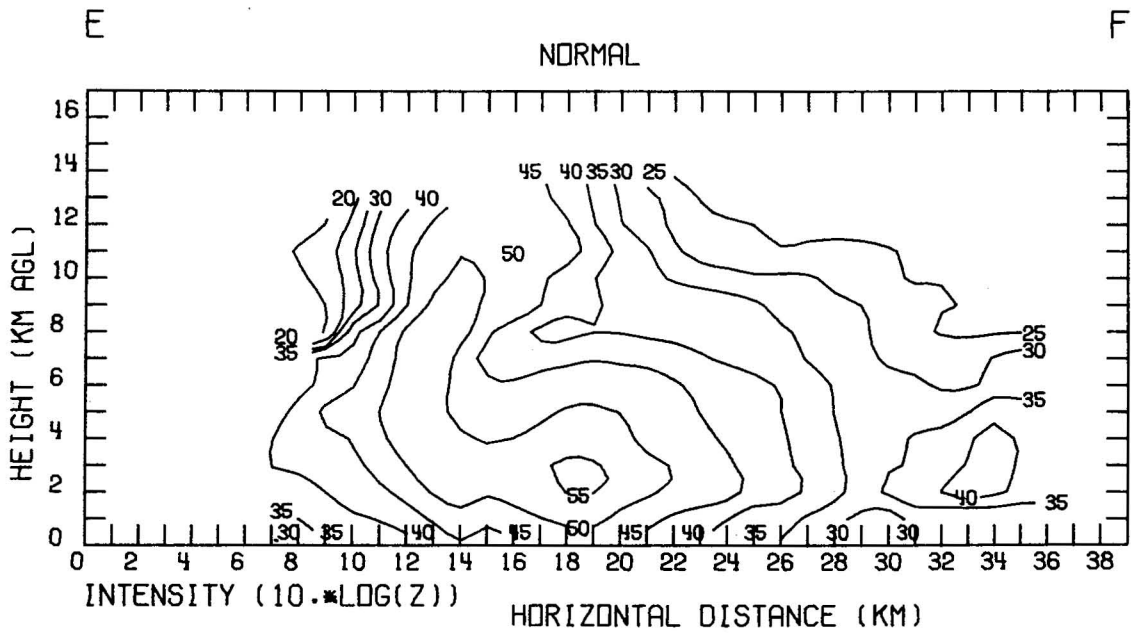 E F
NORMAL
16
14
12
10
8
6
4
2
0
HEIGHT (KM AGL)
45 40 35 30 25
20 30 40
50
20
35
25
30
35
40
55
35
35
30 35 40 45 50 45 40 35 30 30
0 2 4 6 8 10 12 14 16 18 20 22 24 26 28 30 32 34 36 38
INTENSITY (10.*LOG(Z))
HORIZONTAL DISTANCE (KM)